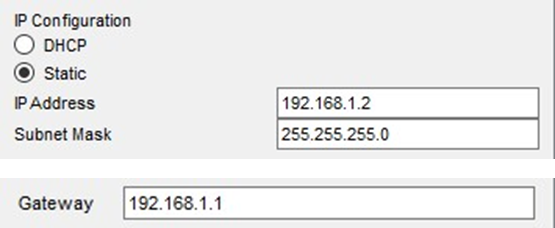 IP Configuration
DHCP
Static
IP Address 192.168.1.2
Subnet Mask 255.255.255.0
Gateway 192.168.1.1